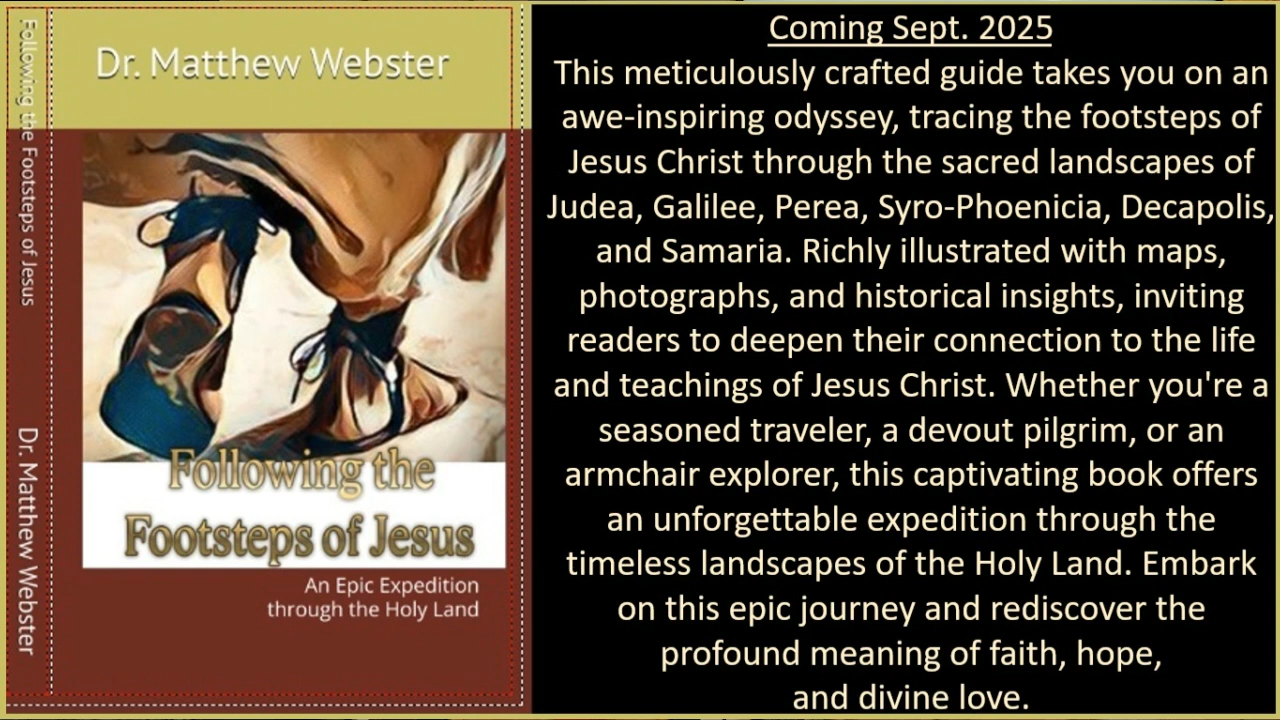 Following the Footsteps of Jesus
Dr. Matthew Webster
Dr. Matthew Webster
Following the
Footsteps of Jesus
An Epic Expedition
through the Holy Land
Coming Sept. 2025
This meticulously crafted guide takes you on an
awe-inspiring odyssey, tracing the footsteps of
Jesus Christ through the sacred landscapes of
Judea, Galilee, Perea, Syro-Phoenicia, Decapolis,
and Samaria. Richly illustrated with maps,
photographs, and historical insights, inviting
readers to deepen their connection to the life
and teachings of Jesus Christ. Whether you're a
seasoned traveler, a devout pilgrim, or an
armchair explorer, this captivating book offers
an unforgettable expedition through the
timeless landscapes of the Holy Land. Embark
on this epic journey and rediscover the
profound meaning of faith, hope,
and divine love.